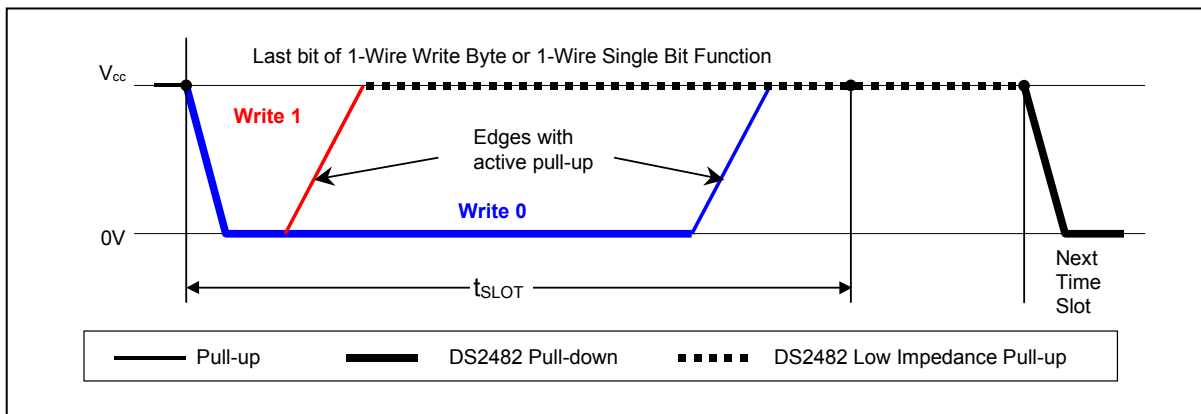 Last bit of 1-Wire Write Byte or 1-Wire Single Bit Function
Vcc
Write 1
Edges with
active pull-up
Write 0
0V
tSLOT
Next
Time
Slot
Pull-up
DS2482 Pull-down
DS2482 Low Impedance Pull-up